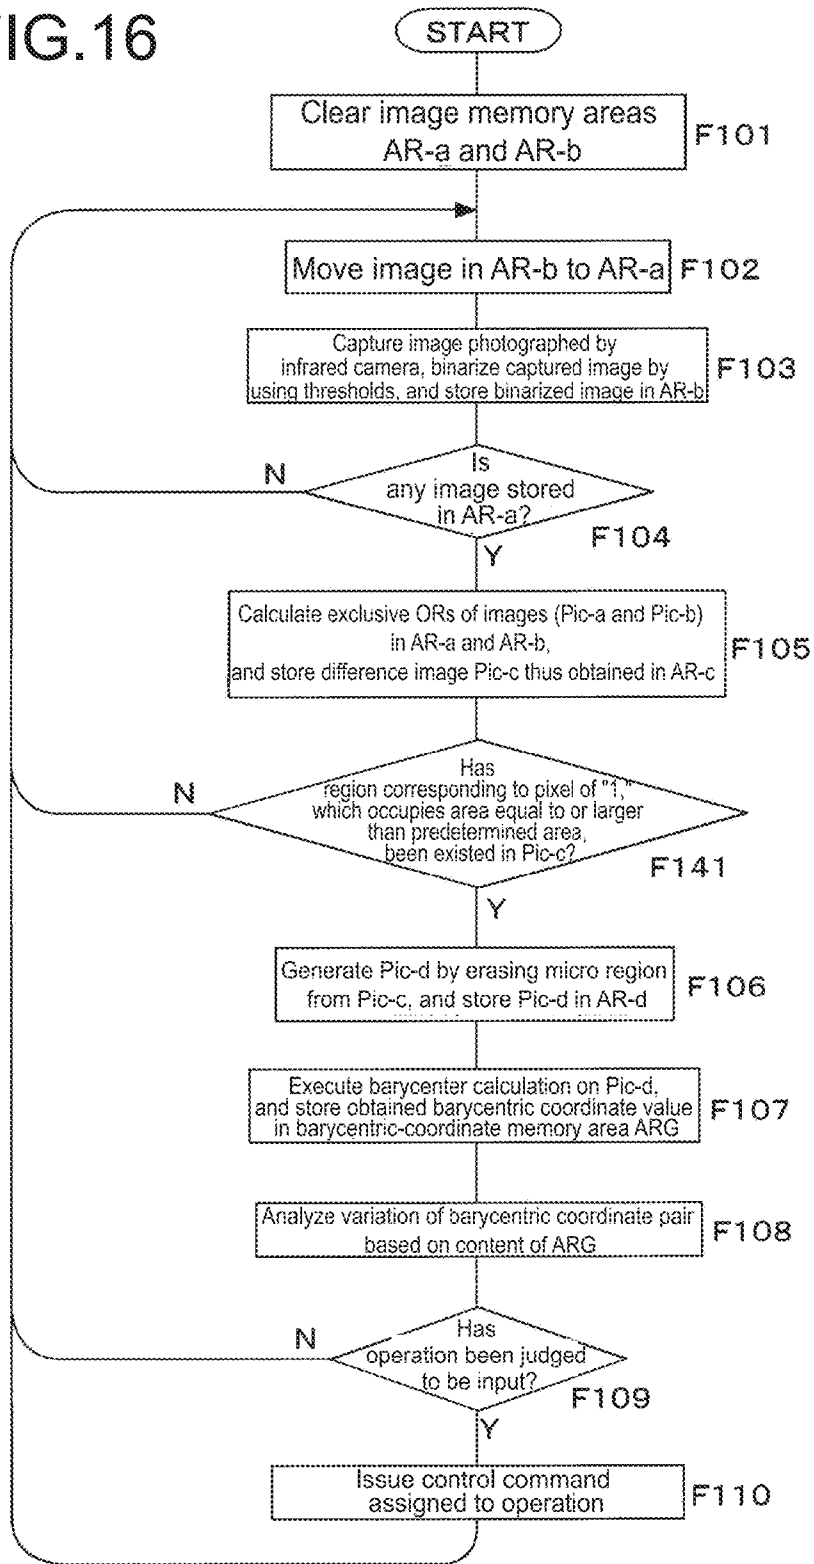 FIG.16
START
Clear image memory areas
AR-a and AR-b
F101
Move image in AR-b to AR-a
F102
Capture image photographed by
infrared camera, binarize captured image by
using thresholds, and store binarized image in AR-b
F103
N
Is
any image stored
in AR-a?
F104
Y
Calculate exclusive ORs of images (Pic-a and Pic-b)
in AR-a and AR-b,
and store difference image Pic-c thus obtained in AR-c
F105
N
Has
region corresponding to pixel of "1,"
which occupies area equal to or larger
than predetermined area,
been existed in Pic-c?
F141
Y
Generate Pic-d by erasing micro region
from Pic-c, and store Pic-d in AR-d
F106
Execute barycenter calculation on Pic-d,
and store obtained barycentric coordinate value
in barycentric-coordinate memory area ARG
F107
Analyze variation of barycentric coordinate pair
based on content of ARG
F108
N
Has
operation been judged
to be input?
F109
Y
Issue control command
assigned to operation
F110